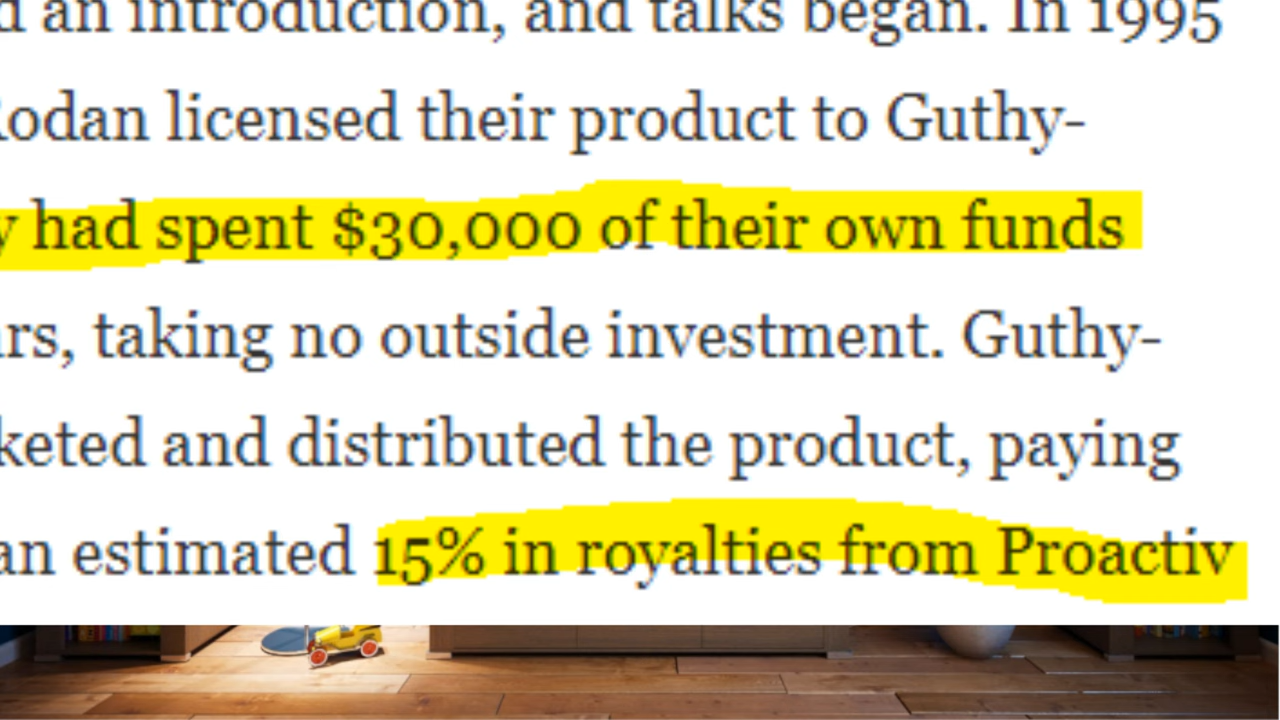 d an introduction, and talks began. In 1995
Rodan licensed their product to Guthy-
y had spent $30,000 of their own funds
rs, taking no outside investment. Guthy-
keted and distributed the product, paying
an estimated 15% in royalties from Proactiv